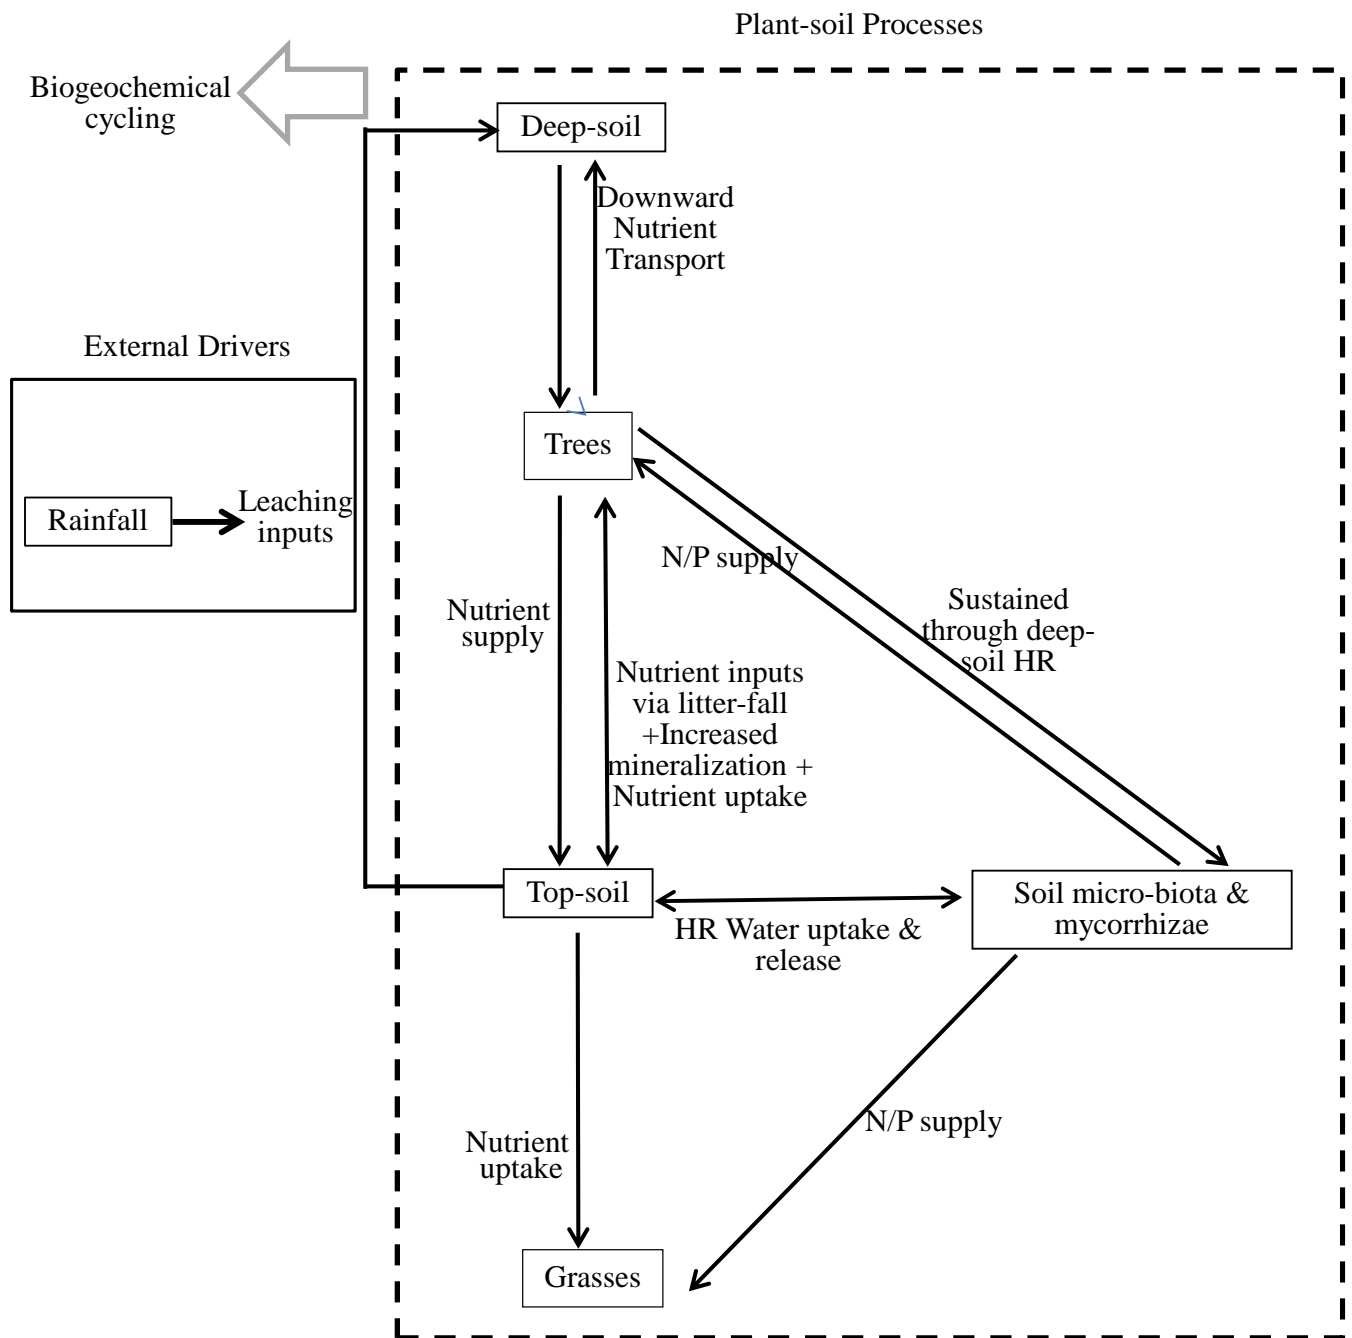 Plant-soil Processes
Biogeochemical
cycling
Deep-soil
Downward
Nutrient
Transport
External Drivers
Trees
Rainfall
Leaching
inputs
N/P supply
Nutrient
supply
Sustained
through deep-
soil HR
Nutrient inputs
via litter-fall
+Increased
mineralization +
Nutrient uptake
Top-soil
Soil micro-biota &
mycorrhizae
HR Water uptake &
release
N/P supply
Nutrient
uptake
Grasses